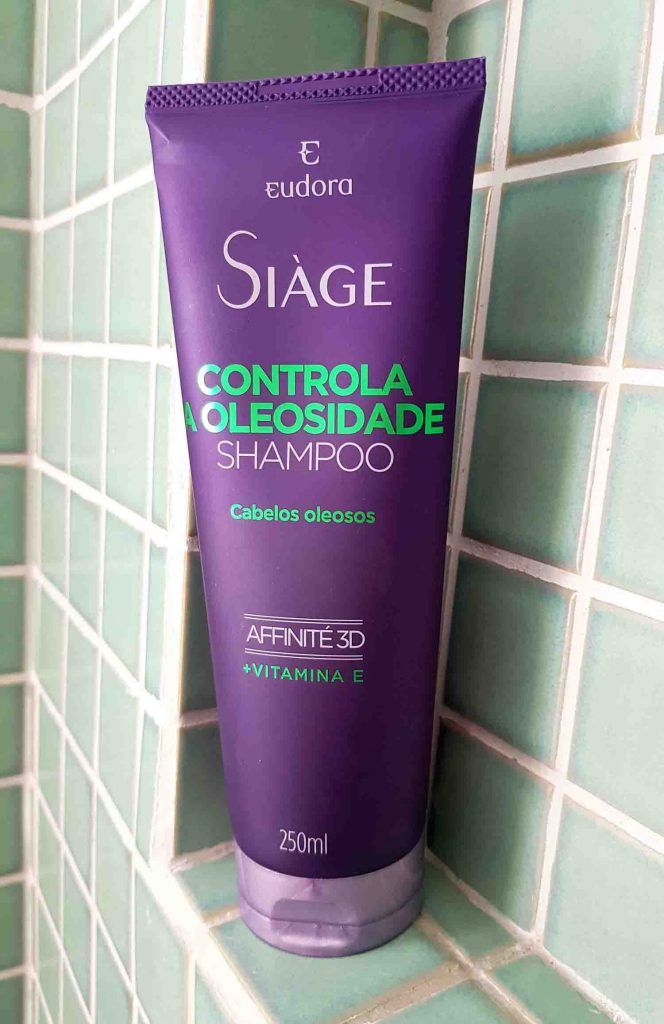 E
eudora
SIÀGE
CONTROLA
A OLEOSIDADE
SHAMPOO
Cabelos oleosos
AFFINITÉ 3D
+VITAMINA E
250ml